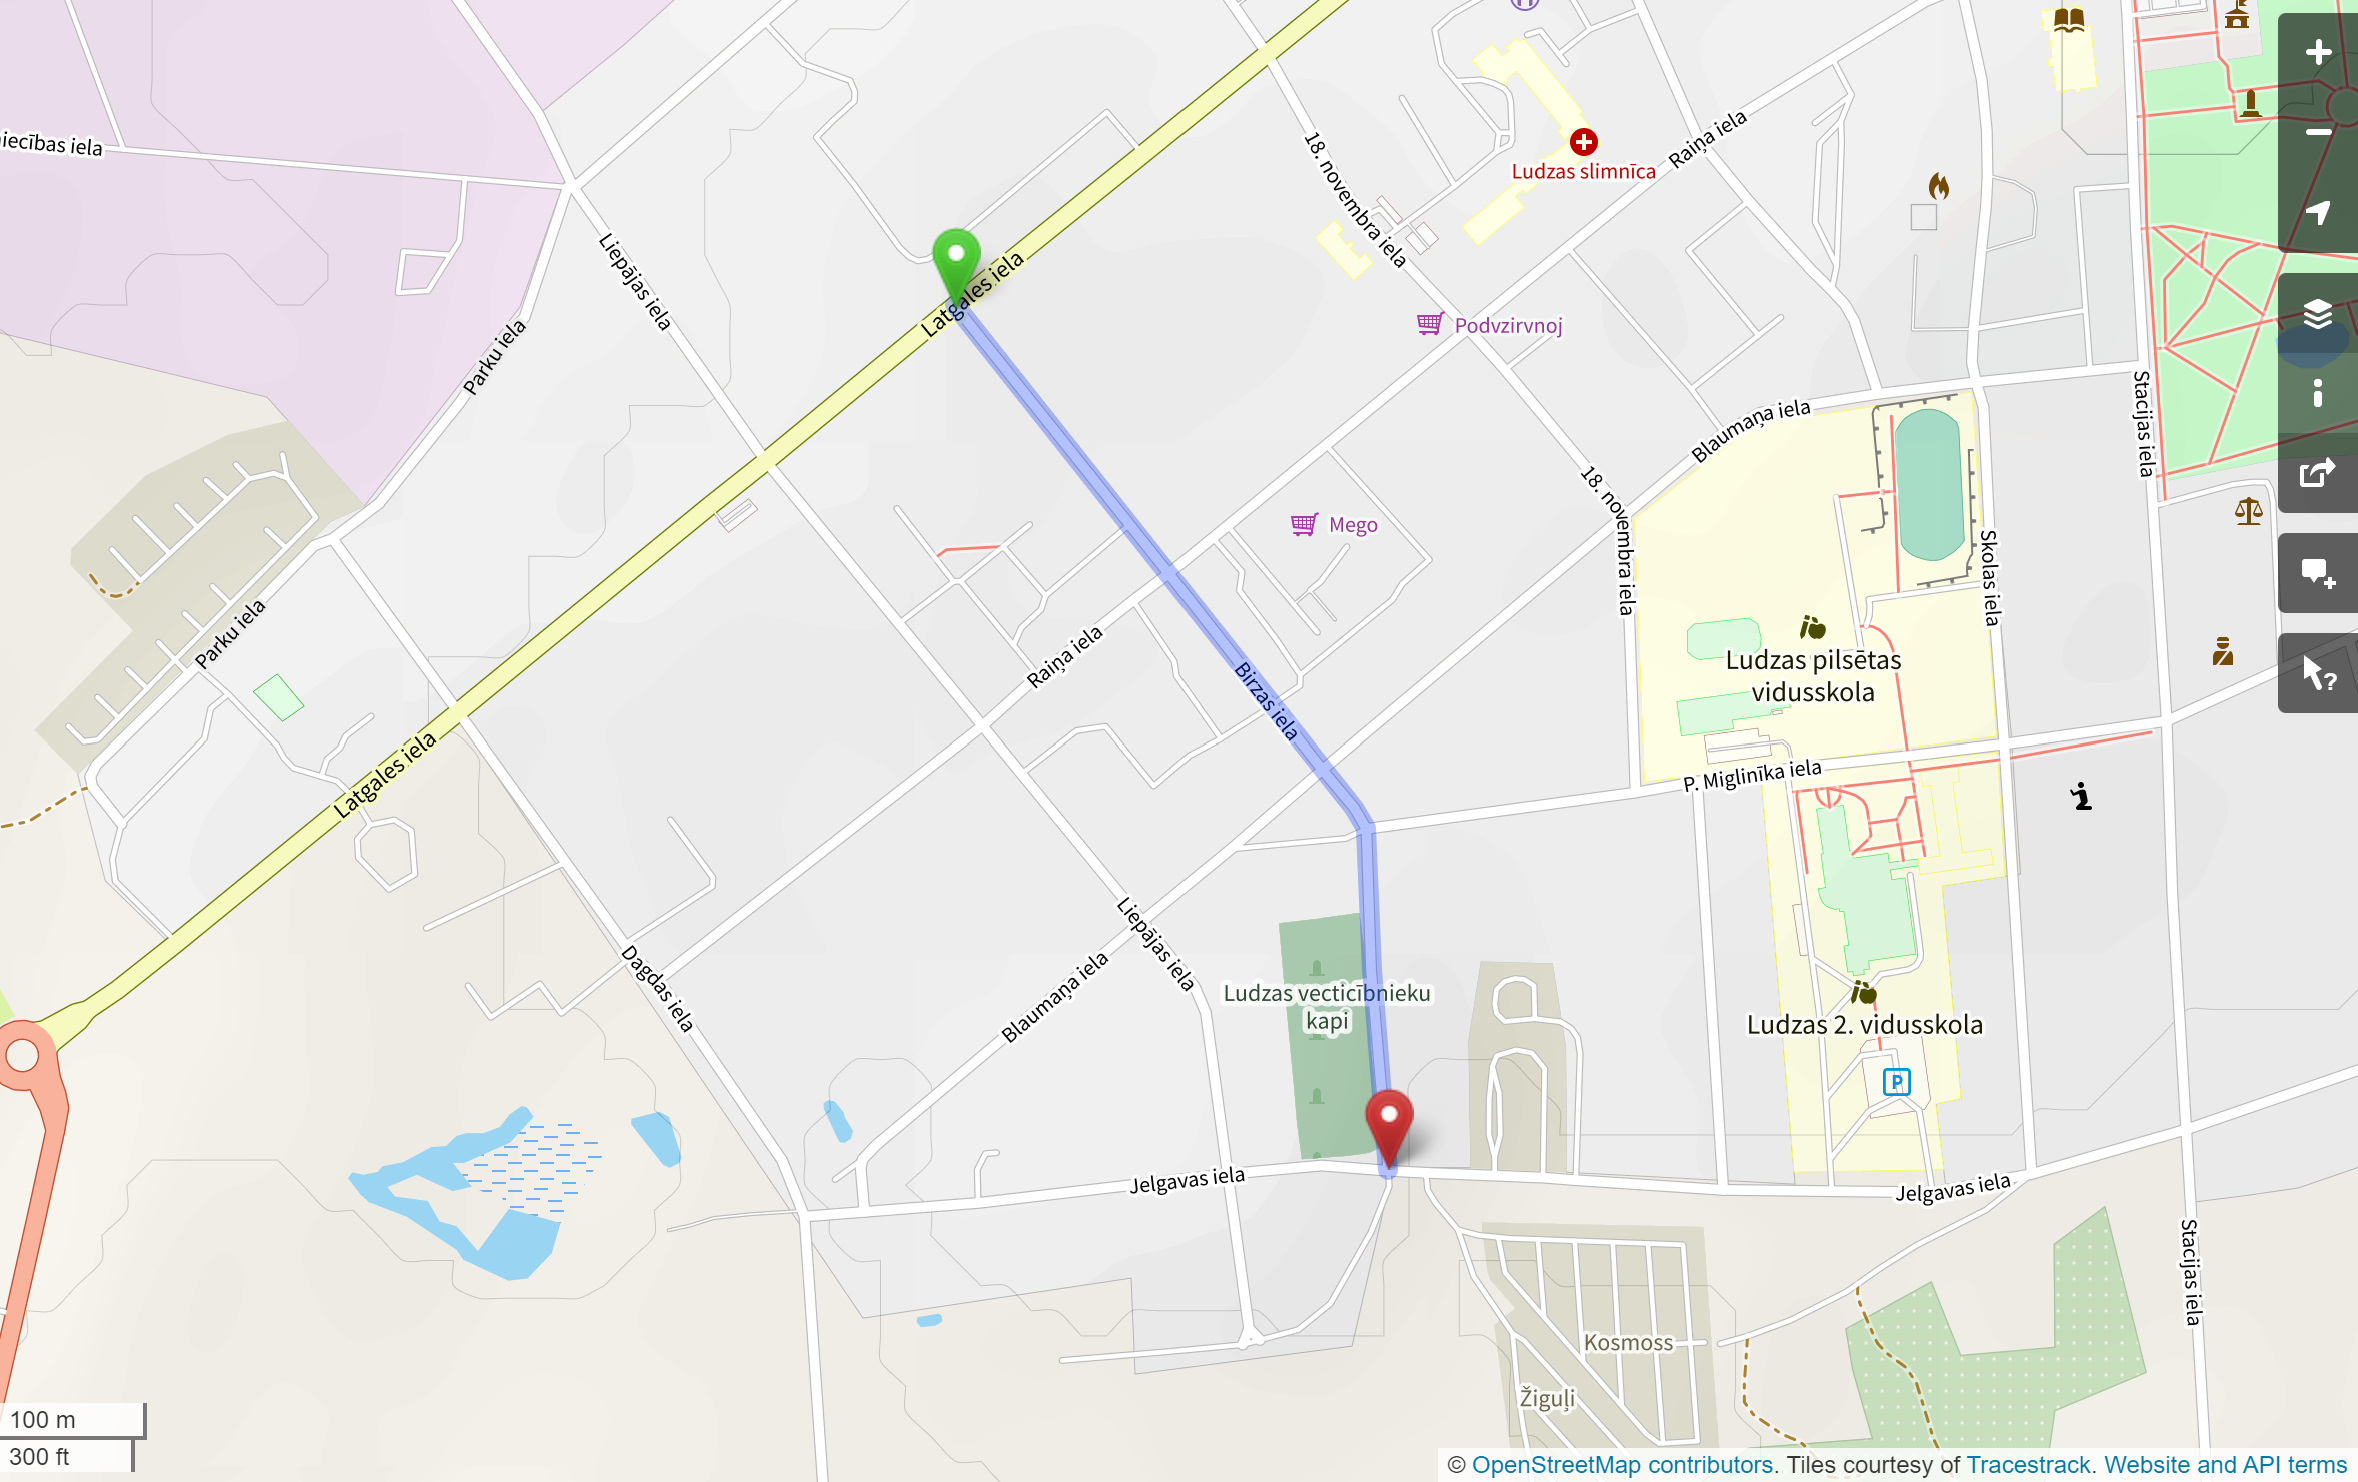 niecības iela
Liepājas iela
Latgales iela
Parku iela
18. novembra iela
Ludzas slimnīca
Raiņa iela
Podvzirvnoj
Blaumaņa iela
Stacijas iela
18. novembra iela
Skolas iela
Mego
Parku iela
Raiņa iela
Birzas iela
Ludzas pilsētas
vidusskola
Latgales iela
P. Miglinīka iela
Dagdas iela
Liepājas iela
Blaumaņa iela
Ludzas vecticībnieku
kapi
Ludzas 2. vidusskola
P
Jelgavas iela
Jelgavas iela
Stacijas iela
Kosmoss
Žiguļi
100 m
300 ft
© OpenStreetMap contributors. Tiles courtesy of Tracestrack. Website and API terms